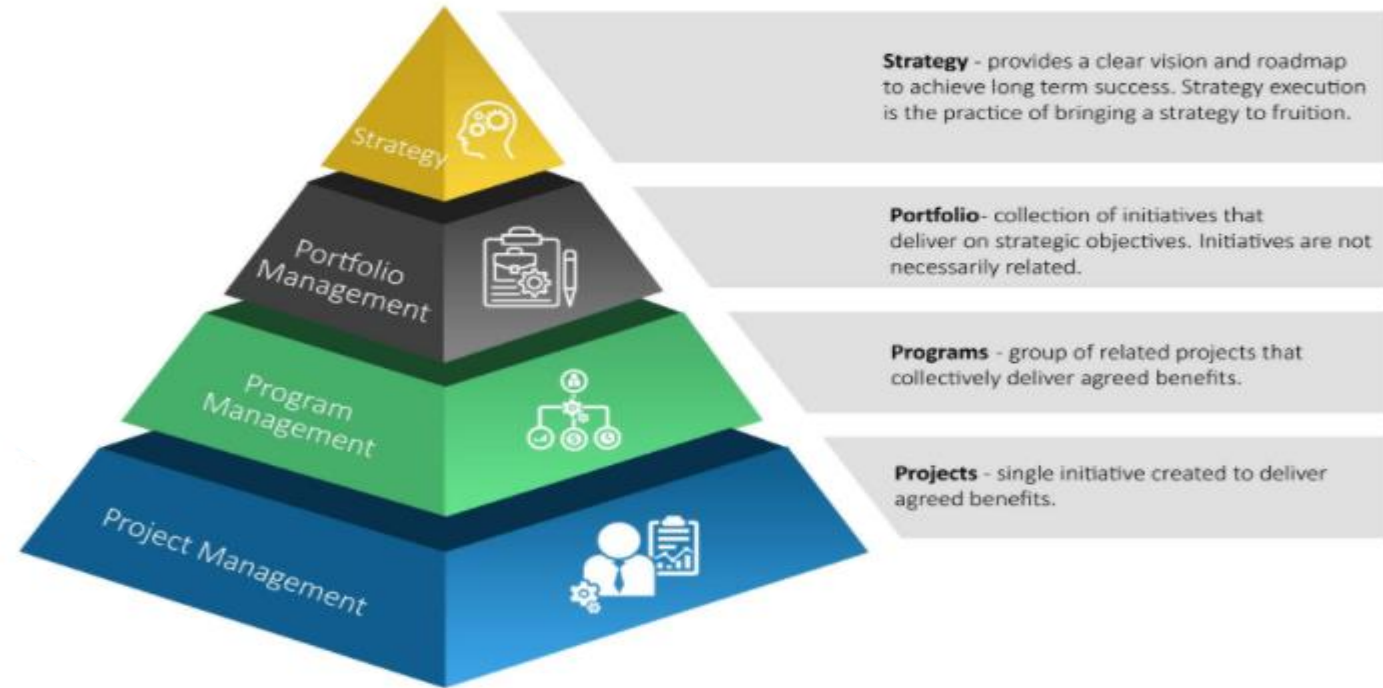 Strategy
Strategy - provides a clear vision and roadmap
to achieve long term success. Strategy execution
is the practice of bringing a strategy to fruition.
Portfolio
Management
Portfolio- collection of initiatives that
deliver on strategic objectives. Initiatives are not
necessarily related.
Program
Management
Programs - group of related projects that
collectively deliver agreed benefits.
Project Management
Projects - single initiative created to deliver
agreed benefits.